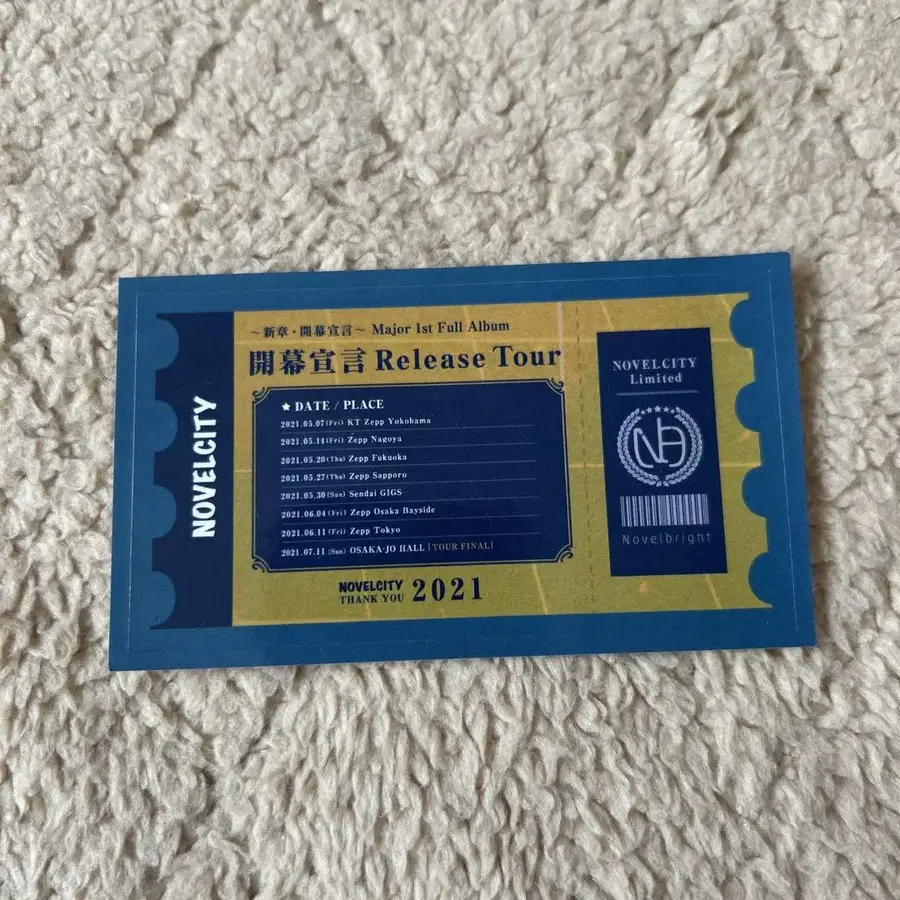 NOVELCITY
～新章・開幕宣言～ Major 1st Full Album
開幕宣言 Release Tour
★ DATE / PLACE
2021.05.07(Fri) KT Zepp Yokohama
2021.05.14(Fri) Zepp Nagoya
2021.05.20(Thu) Zepp Fukuoka
2021.05.27(Thu) Zepp Sapporo
2021.05.30(Sun) Sendai GIGS
2021.06.04(Fri) Zepp Osaka Bayside
2021.06.11(Fri) Zepp Tokyo
2021.07.11(Sun) OSAKA-JO HALL [TOUR FINAL]
NOVELCITY
THANK YOU 2021
NOVELCITY
Limited
NB
Novelbright